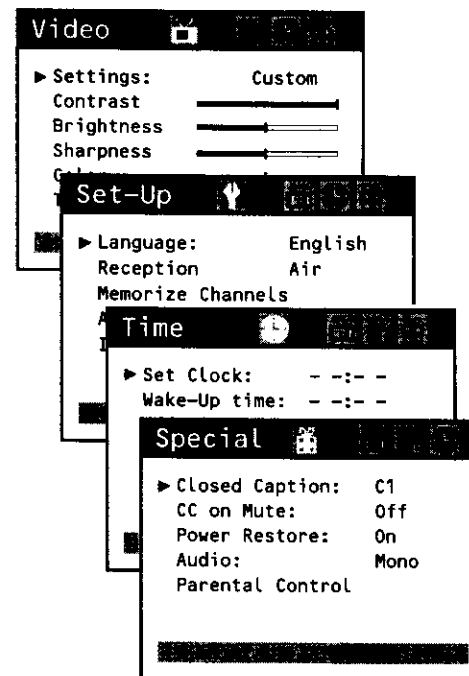 Video
Settings: Custom
Contrast
Brightness
Sharpness
Set-Up
Language: English
Reception Air
Memorize Channels
Time
Set Clock: - -:- -
Wake-Up time: - -:- -
Special
Closed Caption: C1
CC on Mute: Off
Power Restore: On
Audio: Mono
Parental Control